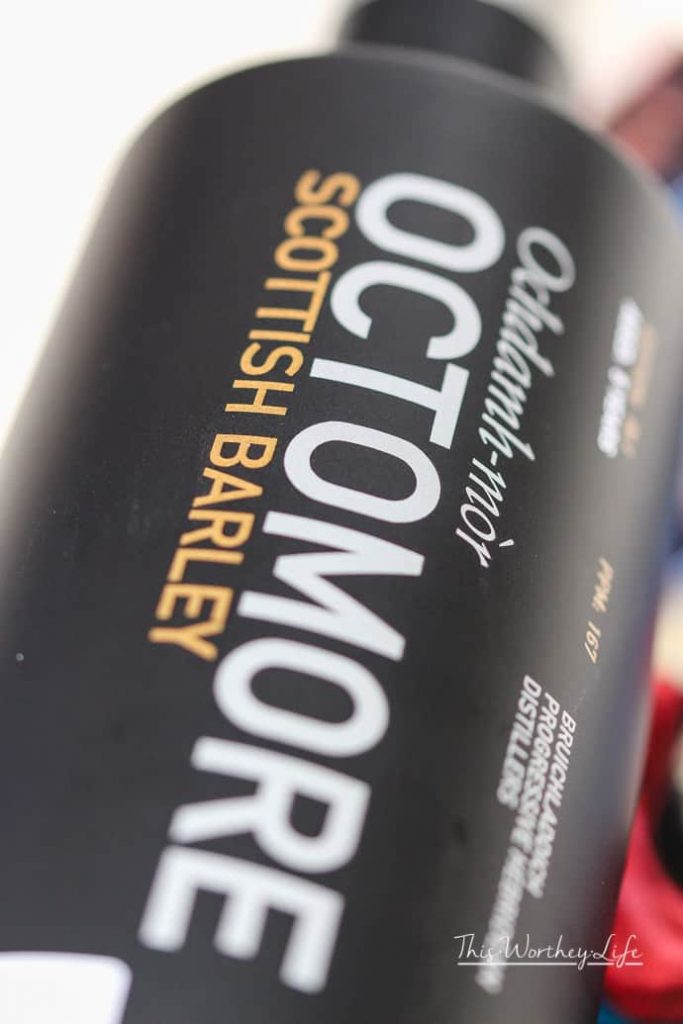 Ochdamh-mòr
OCTOMORE
SCOTTISH BARLEY
PPM: 167
BRUICHLADDICH
PROGRESSIVE HEBRIDEAN
DISTILLERS
This·Worthey·Life